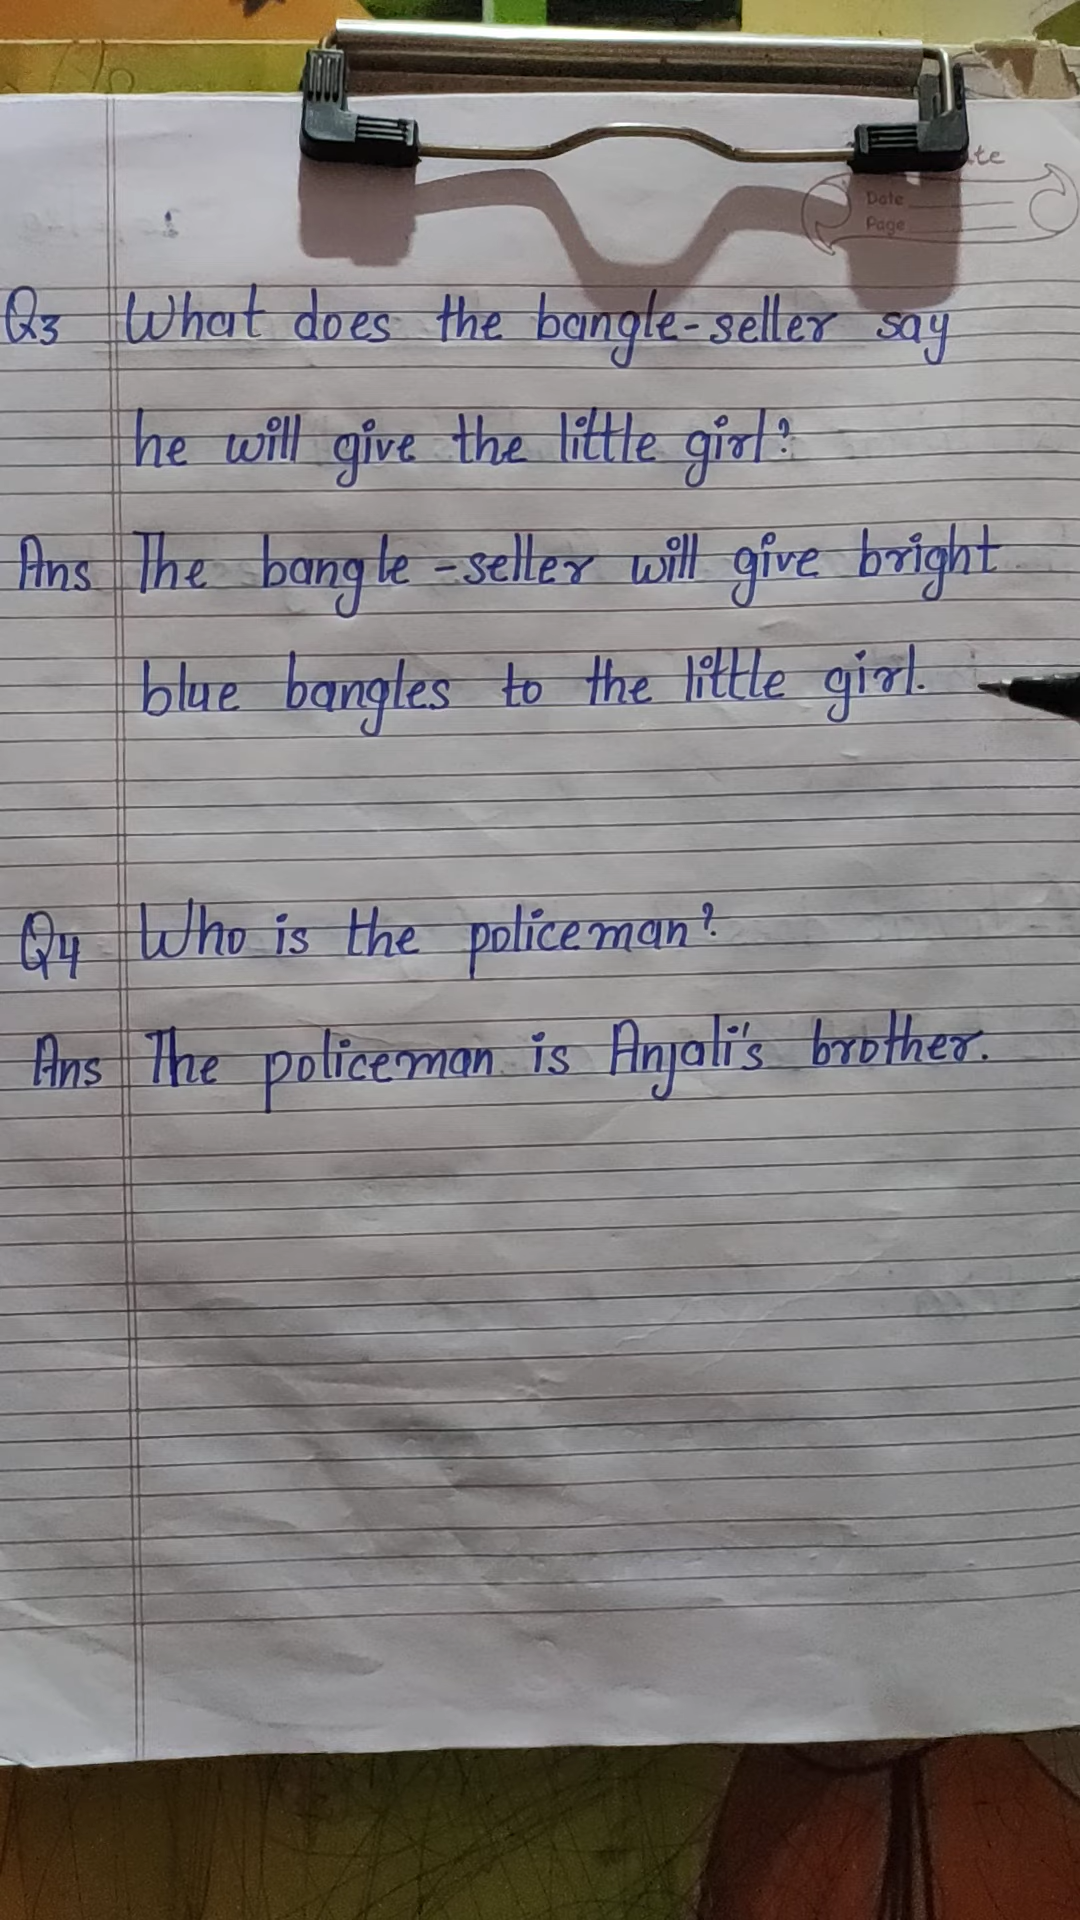 Date
Page
Q3 What does the bangle-seller say
he will give the little girl?
Ans The bangle-seller will give bright
blue bangles to the little girl.
Q4 Who is the policeman?
Ans The policeman is Anjali's brother.